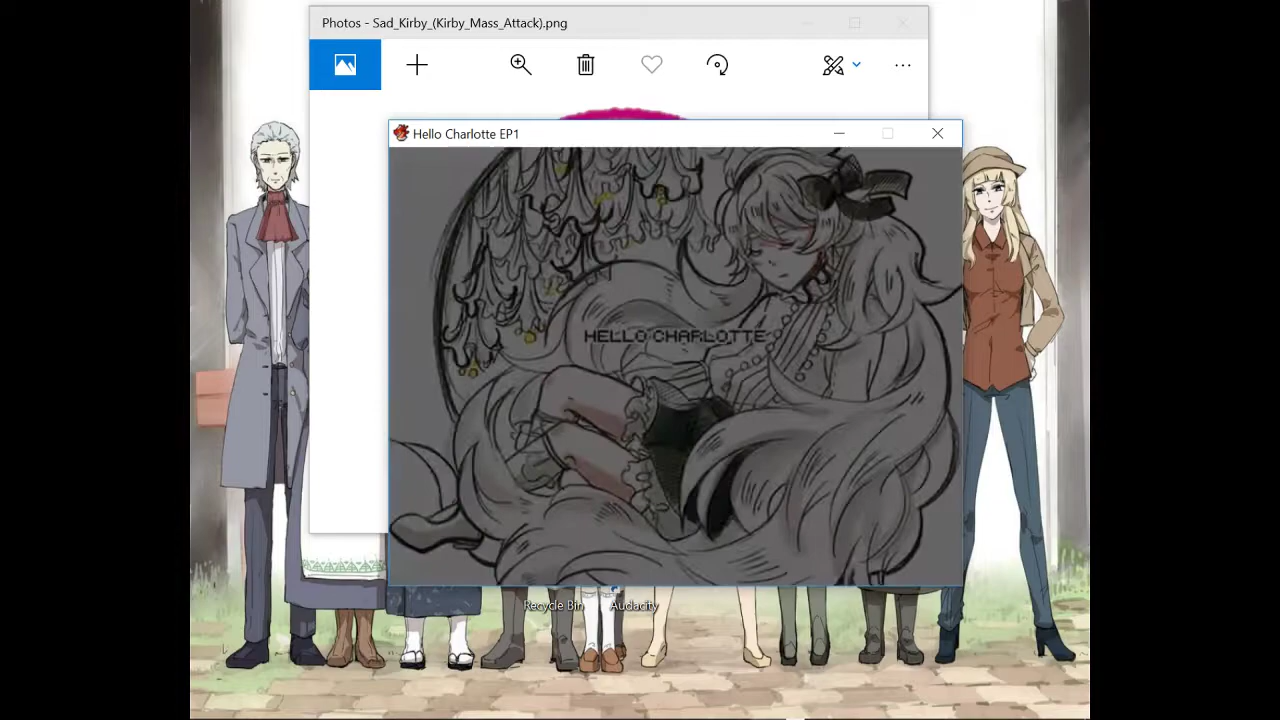 Photos - Sad_Kirby_(Kirby_Mass_Attack).png
Hello Charlotte EP1
HELLO CHARLOTTE
Recycle Bin
Audacity